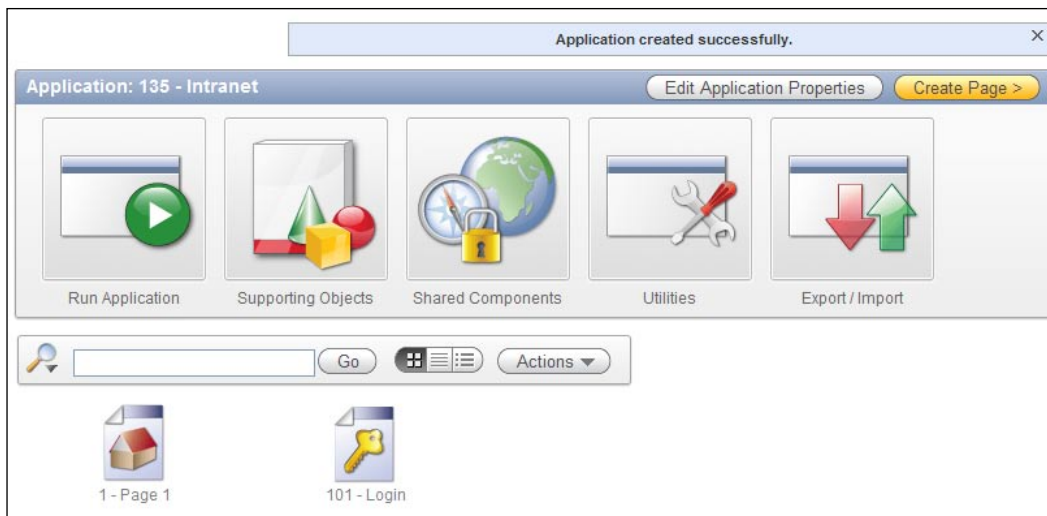 Application created successfully.
Application: 135 - Intranet
Edit Application Properties
Create Page >
Run Application
Supporting Objects
Shared Components
Utilities
Export / Import
Go
Actions
1 - Page 1
101 - Login